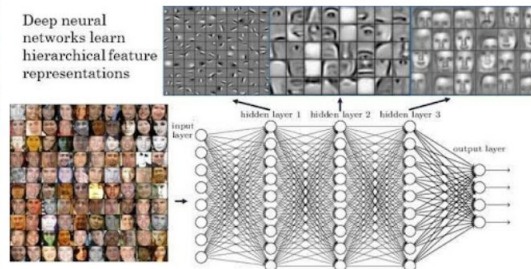 Deep neural
networks learn
hierarchical feature
representations
hidden layer 1 hidden layer 2 hidden layer 3
input
layer
output layer